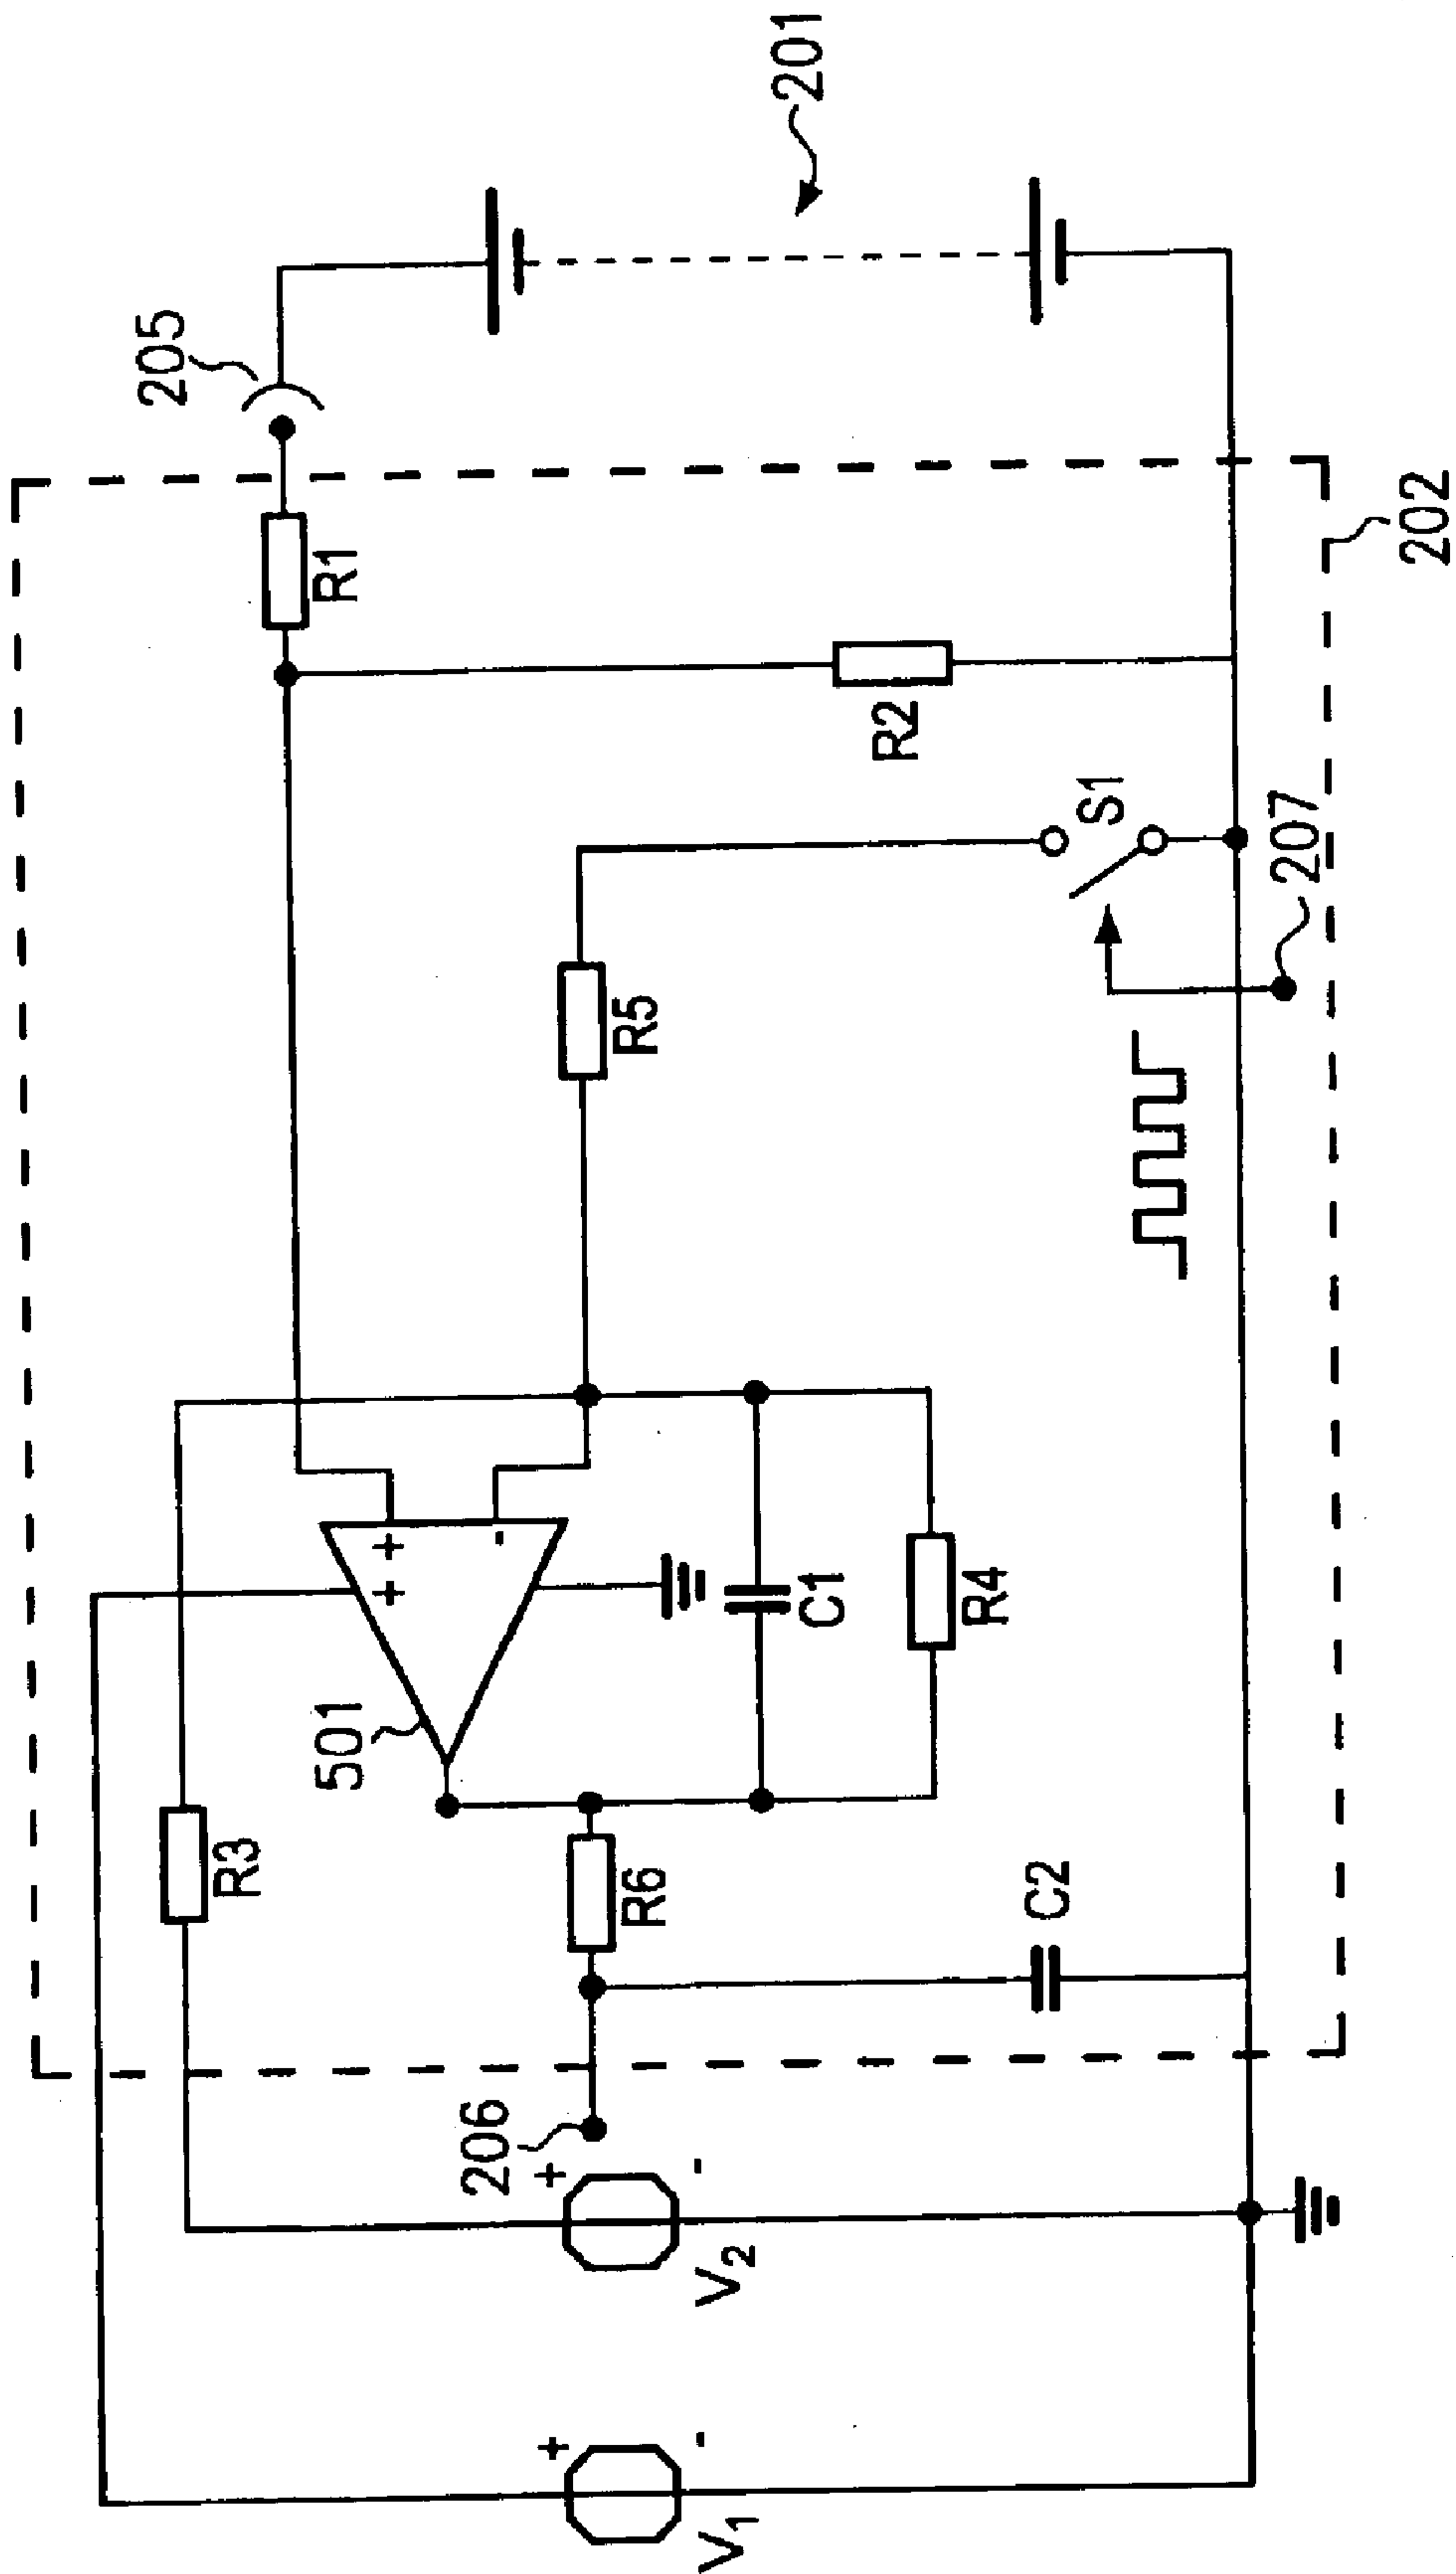 201
205
R1
202
R2
S1
207
R5
+
-
+
501
C1
R4
R3
R6
C2
206
+
-
V2
+
-
V1